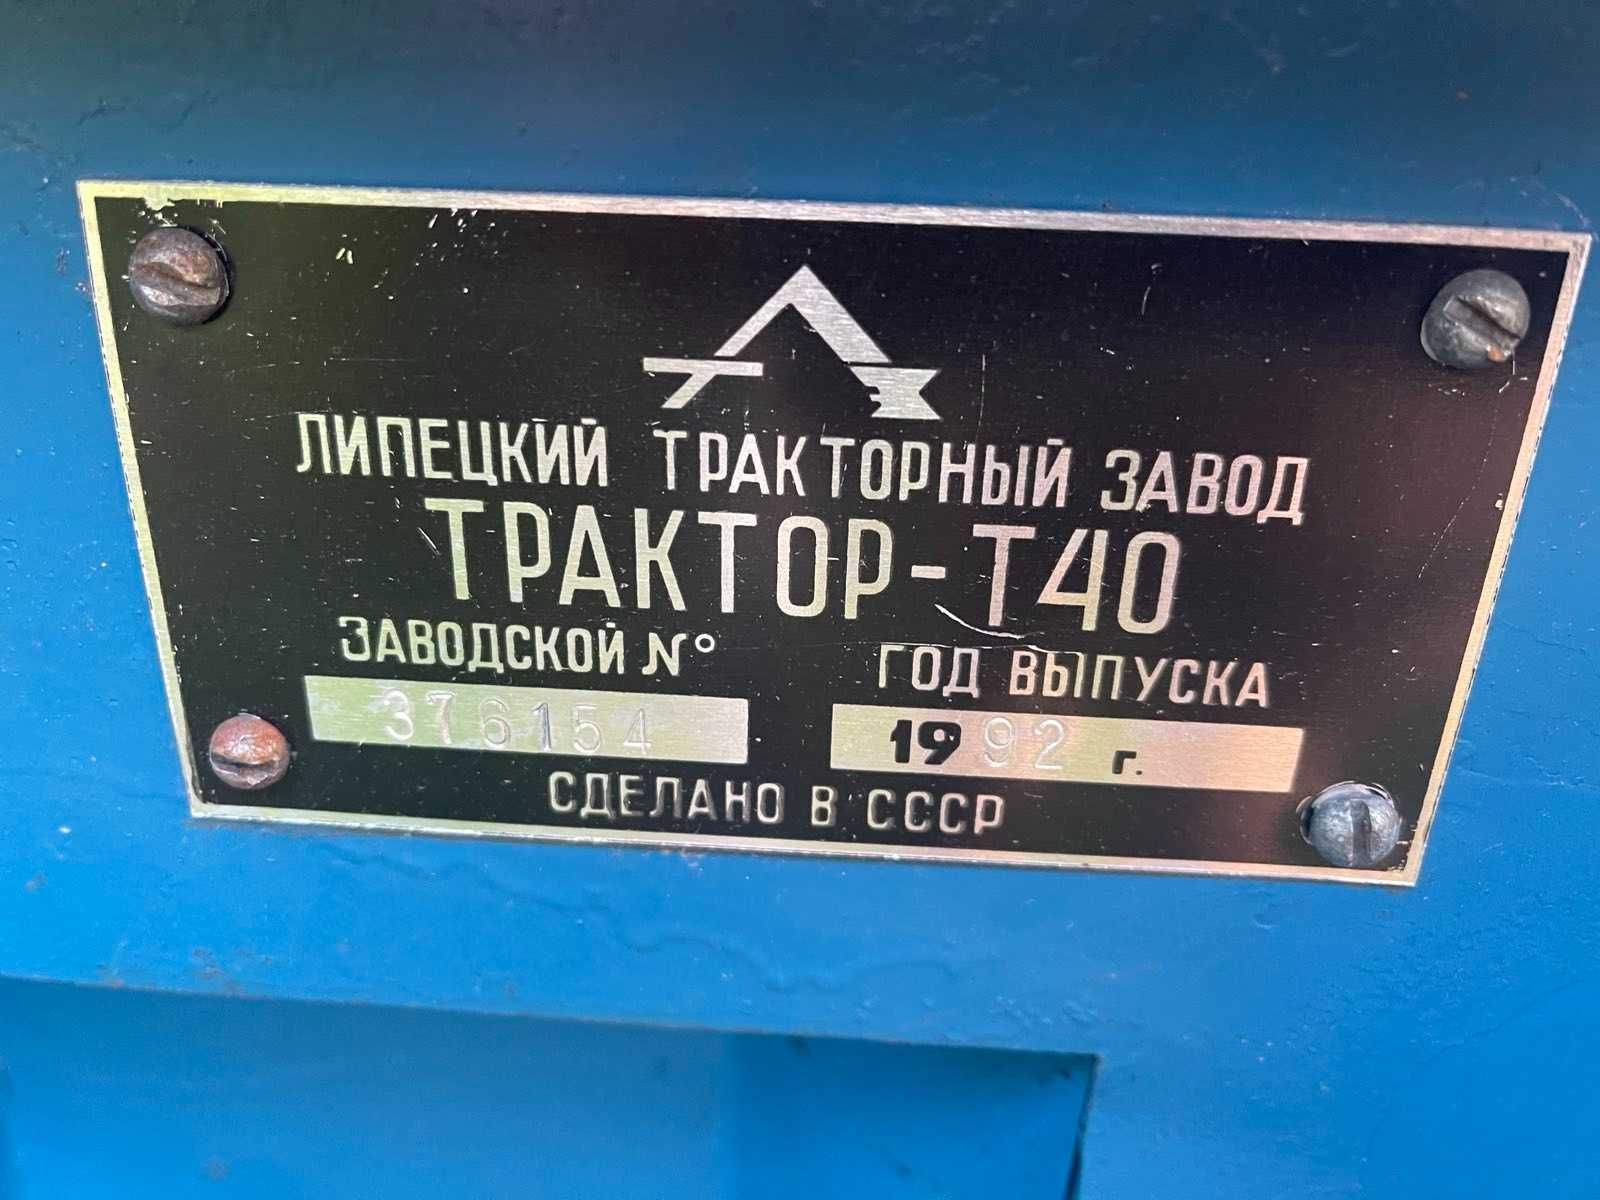 ЛИПЕЦКИЙ ТРАКТОРНЫЙ ЗАВОД
ТРАКТОР-Т40
ЗАВОДСКОЙ № ГОД ВЫПУСКА
376154 1992 г.
СДЕЛАНО В СССР